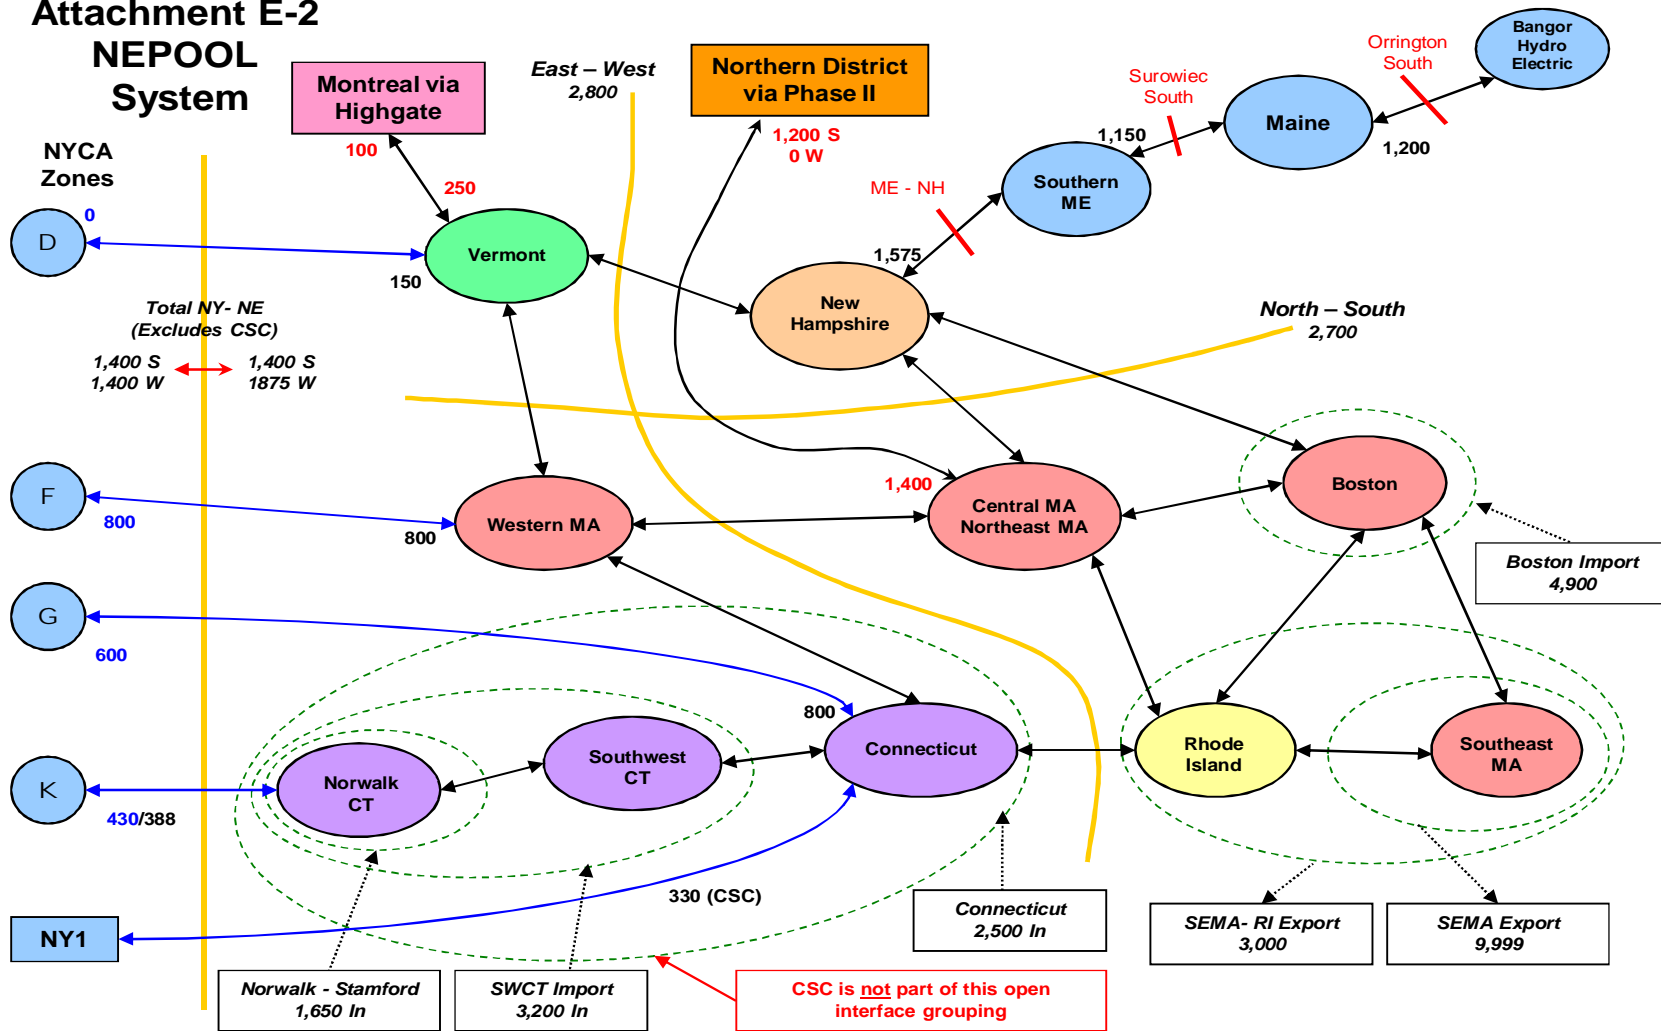 Attachment E-2
NEPOOL
System
NYCA
Zones
Montreal via
Highgate
100
250
East – West
2,800
Northern District
via Phase II
1,200 S
0 W
Orrington
South
Bangor
Hydro
Electric
Surowiec
South
Maine
1,150
1,200
Southern
ME
ME - NH
1,575
D
0
Vermont
150
New
Hampshire
North – South
2,700
Total NY- NE
(Excludes CSC)
1,400 S
1,400 W
1,400 S
1875 W
F
800
Western MA
800
1,400
Central MA
Northeast MA
Boston
Boston Import
4,900
G
600
800
Connecticut
Rhode
Island
Southeast
MA
Southwest
CT
Norwalk
CT
K
430/388
NY1
330 (CSC)
Connecticut
2,500 In
SEMA- RI Export
3,000
SEMA Export
9,999
Norwalk - Stamford
1,650 In
SWCT Import
3,200 In
CSC is not part of this open
interface grouping